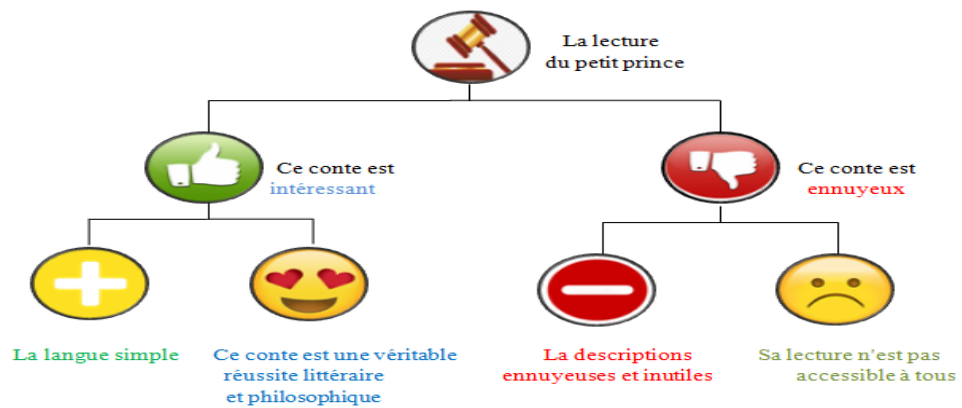 La lecture
du petit prince
Ce conte est
intéressant
Ce conte est
ennuyeux
La langue simple
Ce conte est une véritable
réussite littéraire
et philosophique
La descriptions
ennuyeuses et inutiles
Sa lecture n'est pas
accessible à tous